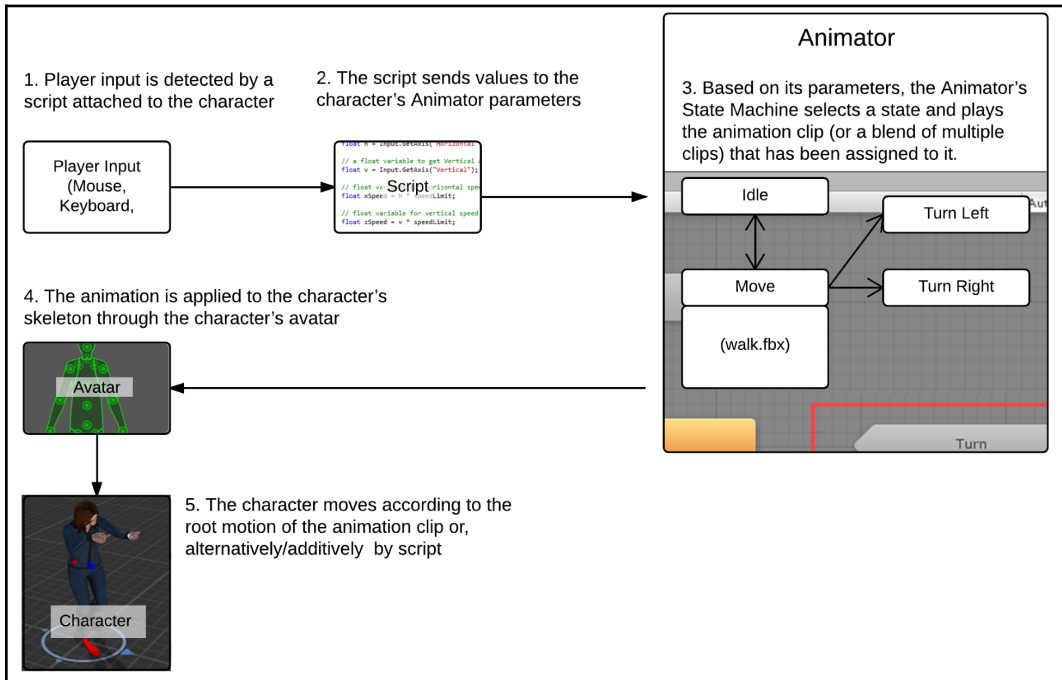 1. Player input is detected by a
script attached to the character
2. The script sends values to the
character's Animator parameters
Animator
3. Based on its parameters, the Animator's
State Machine selects a state and plays
the animation clip (or a blend of multiple
clips) that has been assigned to it.
Player Input
(Mouse,
Keyboard,
float h = Input.GetAxis("Horizontal
// a float variable to get Vertical
float v = Input.GetAxis("Vertical");
// float
float xSpeed = h * speedLimit;
// float variable for vertical speed
float zSpeed = v * speedLimit;
Script
Idle
Aut
Turn Left
Move
Turn Right
(walk.fbx)
Turn
4. The animation is applied to the character's
skeleton through the character's avatar
Avatar
5. The character moves according to the
root motion of the animation clip or,
alternatively/additively by script
Character